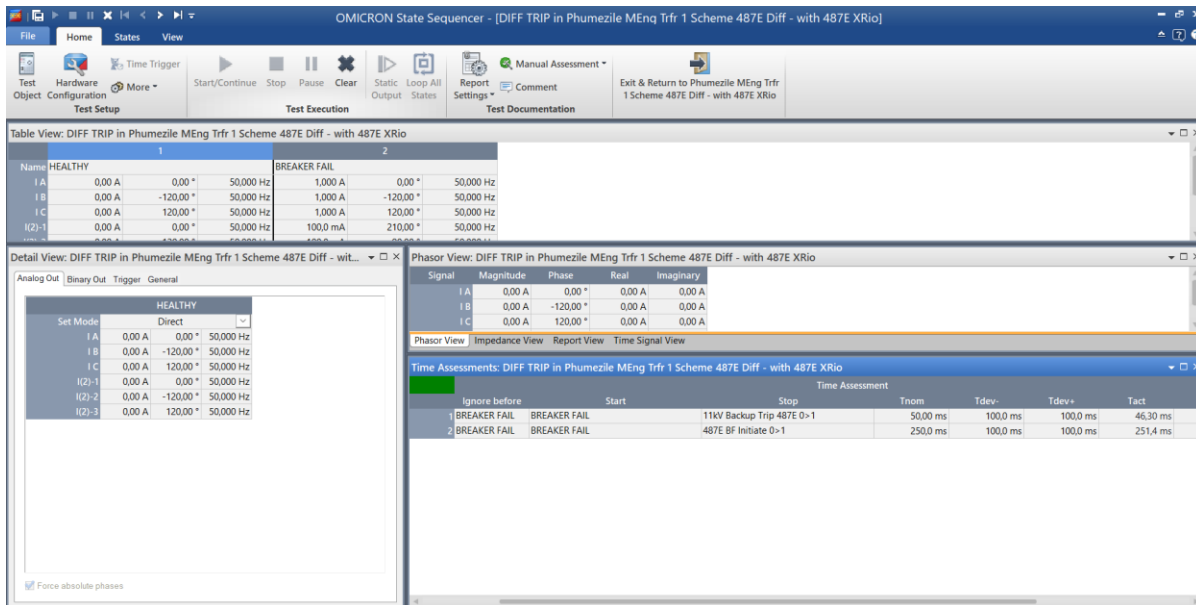 OMICRON State Sequencer - [DIFF TRIP in Phumezile MEng Trfr 1 Scheme 487E Diff - with 487E XRio]
File Home States View
Test Object
Hardware Configuration
Time Trigger
More
Test Setup
Start/Continue Stop Pause Clear
Static Output
Loop All States
Test Execution
Report Settings
Manual Assessment
Comment
Test Documentation
Exit & Return to Phumezile MEng Trfr
1 Scheme 487E Diff - with 487E XRio
Table View: DIFF TRIP in Phumezile MEng Trfr 1 Scheme 487E Diff - with 487E XRio
1 2
Name HEALTHY BREAKER FAIL
I A 0,00 A 0,00 ° 50,000 Hz 1,000 A 0,00 ° 50,000 Hz
I B 0,00 A -120,00 ° 50,000 Hz 1,000 A -120,00 ° 50,000 Hz
I C 0,00 A 120,00 ° 50,000 Hz 1,000 A 120,00 ° 50,000 Hz
I(2)-1 0,00 A 0,00 ° 50,000 Hz 100,0 mA 210,00 ° 50,000 Hz
Detail View: DIFF TRIP in Phumezile MEng Trfr 1 Scheme 487E Diff - wit...
Analog Out Binary Out Trigger General
HEALTHY
Set Mode Direct
I A 0,00 A 0,00 ° 50,000 Hz
I B 0,00 A -120,00 ° 50,000 Hz
I C 0,00 A 120,00 ° 50,000 Hz
I(2)-1 0,00 A 0,00 ° 50,000 Hz
I(2)-2 0,00 A -120,00 ° 50,000 Hz
I(2)-3 0,00 A 120,00 ° 50,000 Hz
Force absolute phases
Phasor View: DIFF TRIP in Phumezile MEng Trfr 1 Scheme 487E Diff - with 487E XRio
Signal Magnitude Phase Real Imaginary
I A 0,00 A 0,00 ° 0,00 A 0,00 A
I B 0,00 A -120,00 ° 0,00 A 0,00 A
I C 0,00 A 120,00 ° 0,00 A 0,00 A
Phasor View Impedance View Report View Time Signal View
Time Assessments: DIFF TRIP in Phumezile MEng Trfr 1 Scheme 487E Diff - with 487E XRio
Time Assessment
Ignore before Start Stop Tnom Tdev- Tdev+ Tact
1 BREAKER FAIL BREAKER FAIL 11kV Backup Trip 487E 0>1 50,00 ms 100,0 ms 100,0 ms 46,30 ms
2 BREAKER FAIL BREAKER FAIL 487E BF Initiate 0>1 250,0 ms 100,0 ms 100,0 ms 251,4 ms